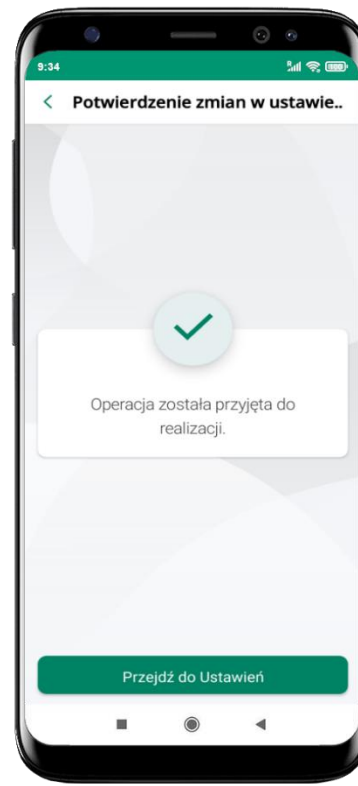 9:34
Potwierdzenie zmian w ustawie..
Operacja została przyjęta do
realizacji.
Przejdź do Ustawień